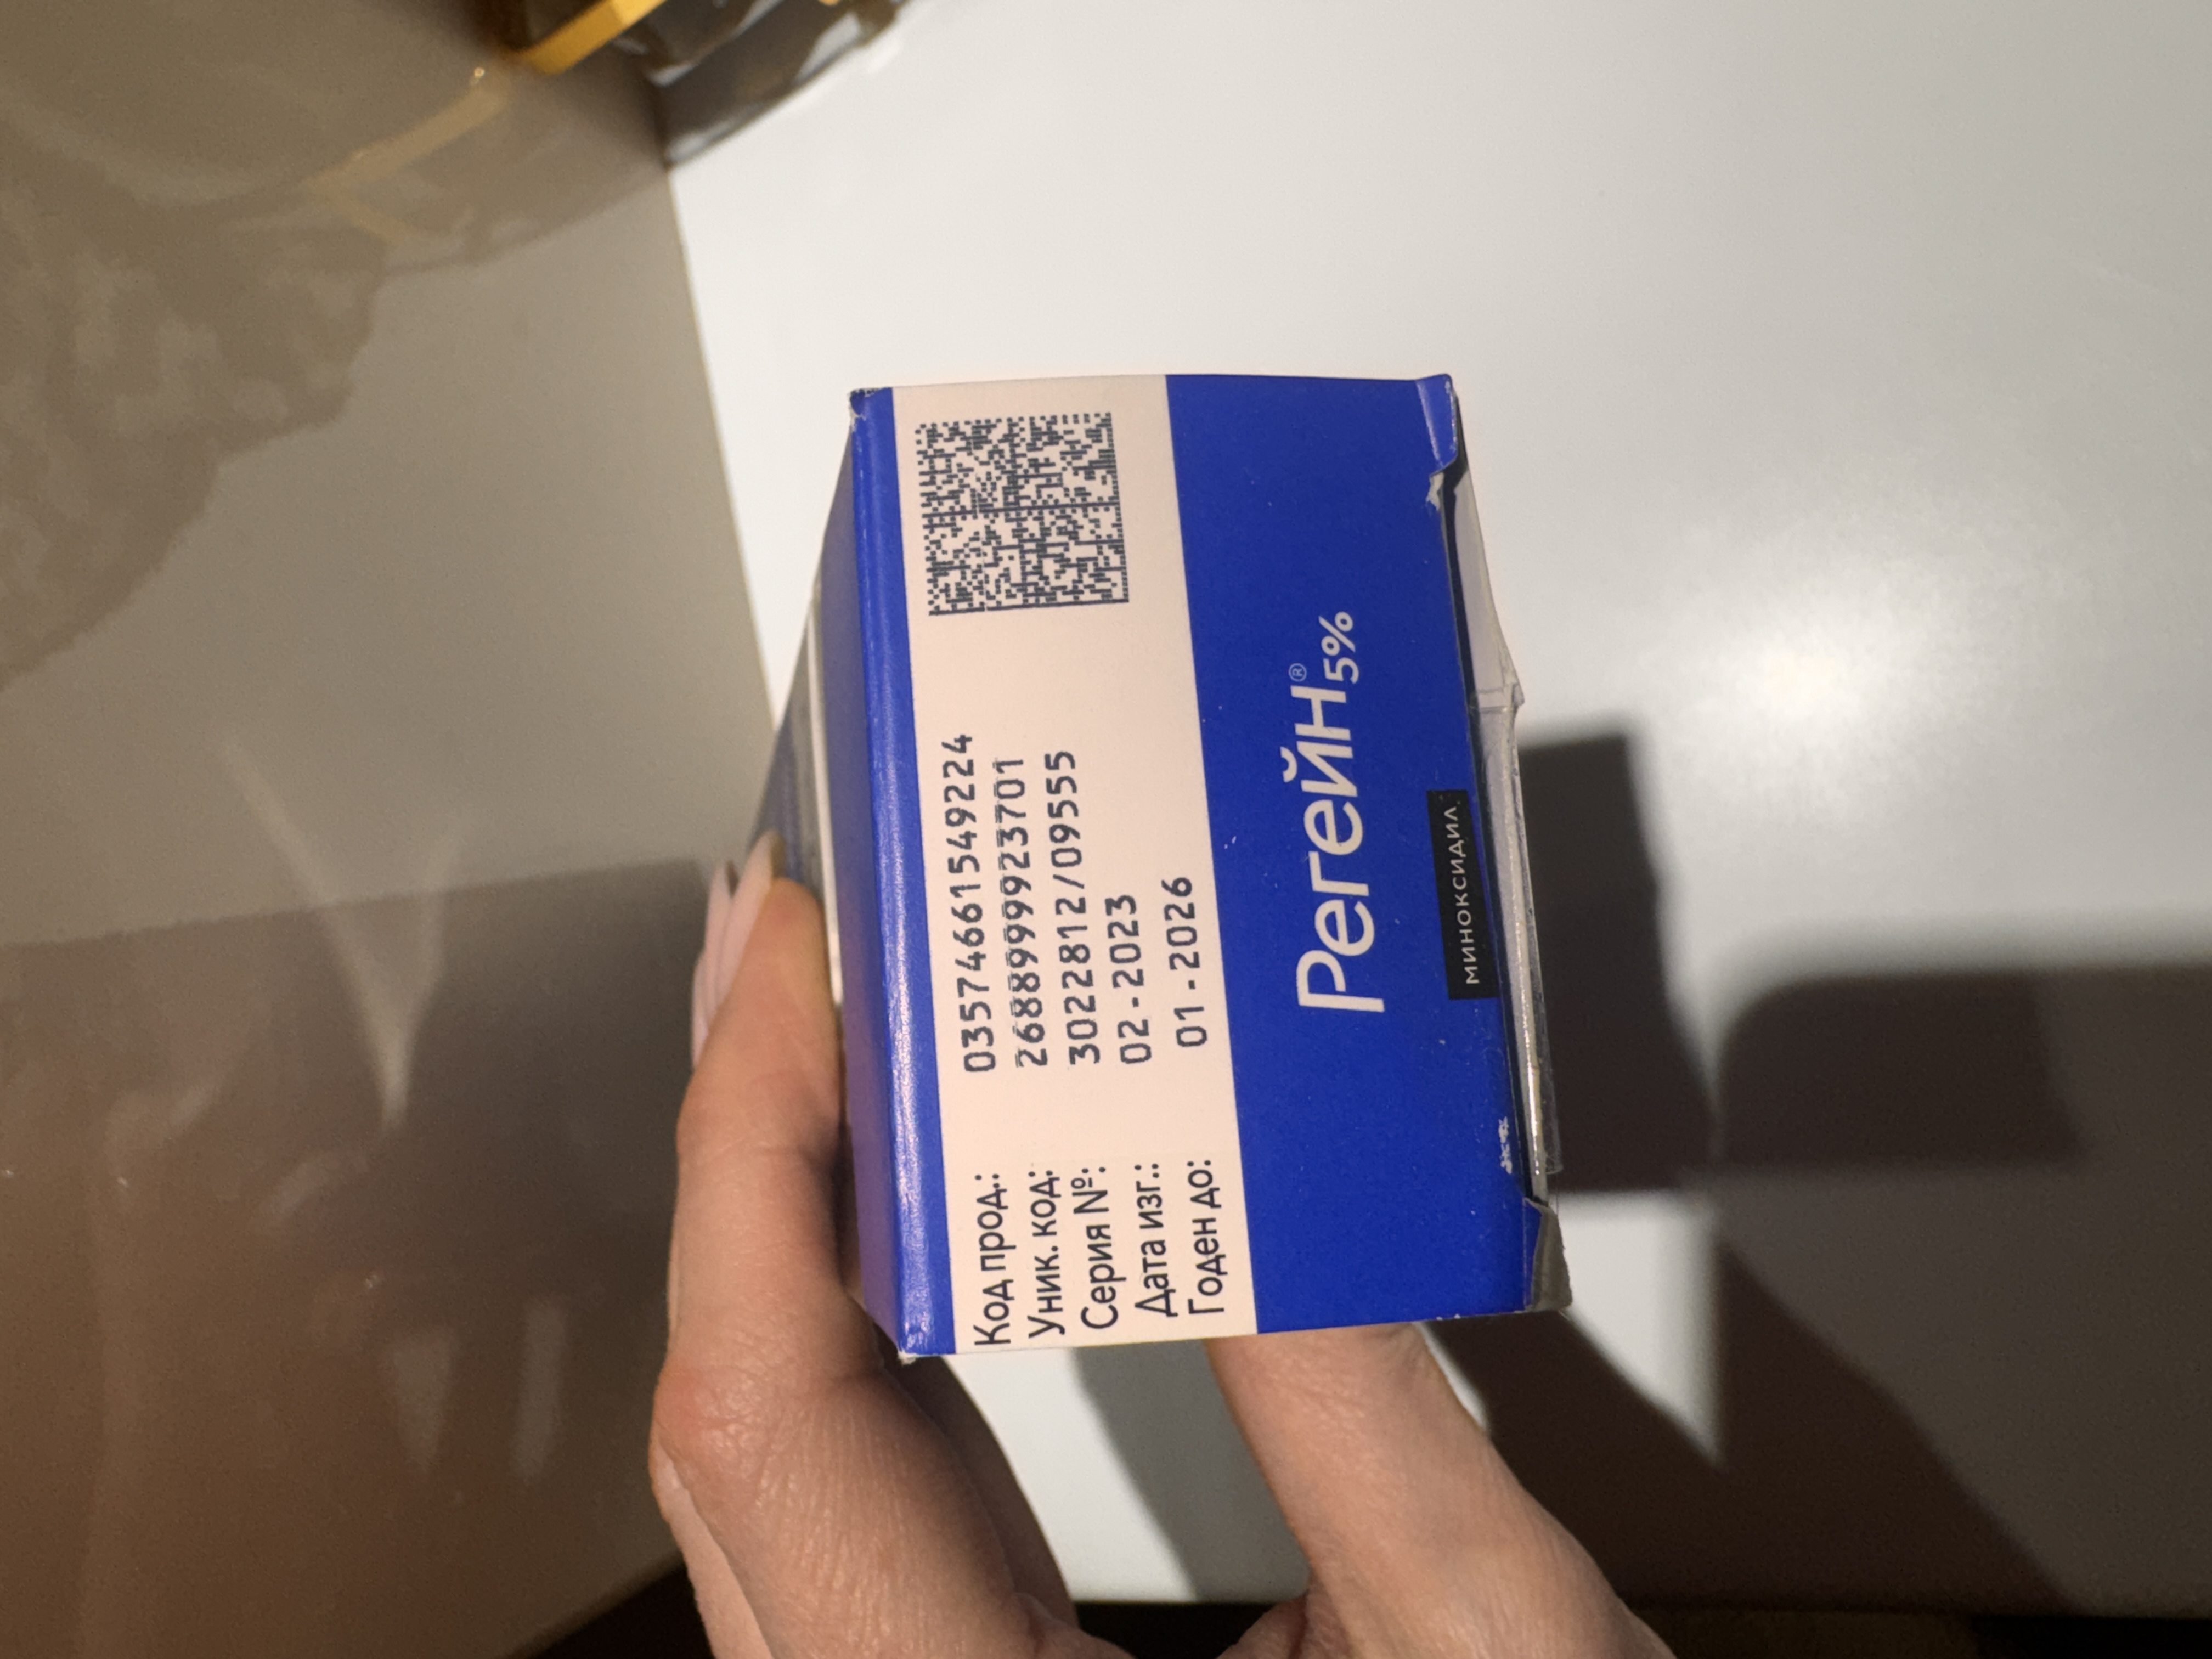 Код прод.: 03574661549224
Уник. код: 2688999923701
Серия №: 3022812/09555
Дата изг.: 02-2023
Годен до: 01-2026
Регейн® 5%
МИНОКСИДИЛ